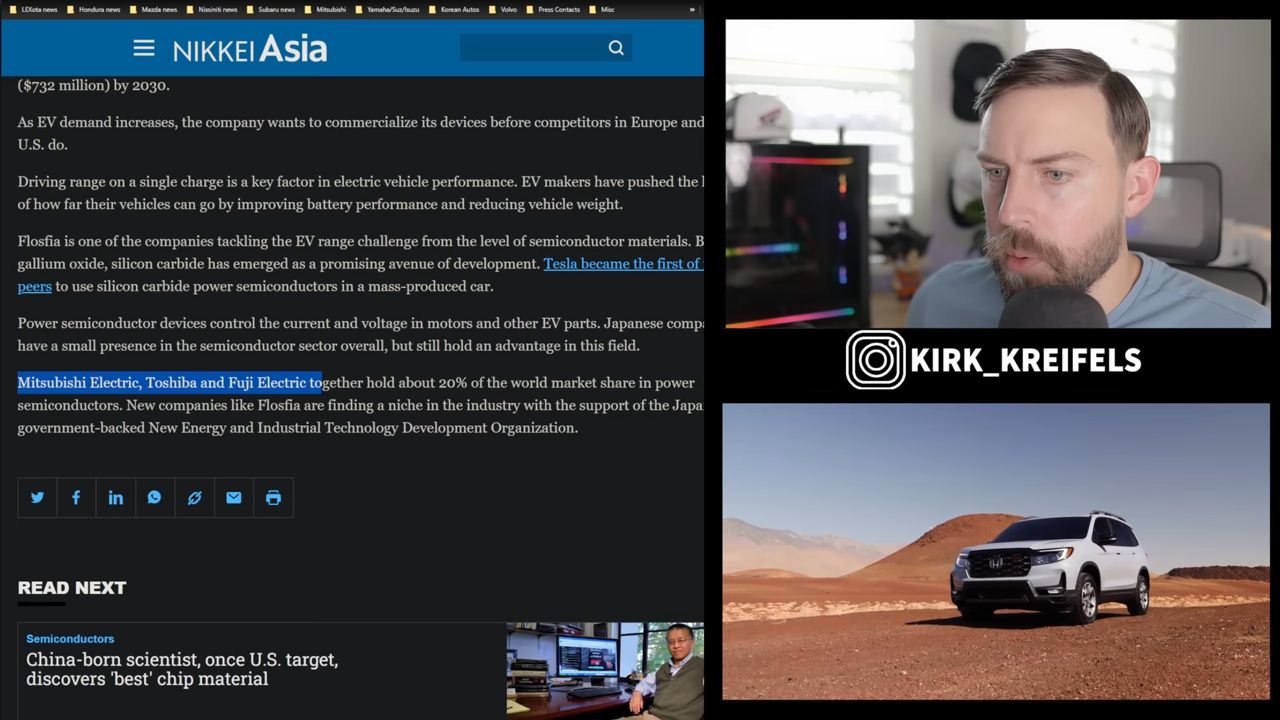 LEXota news
Hondura news
Mazda news
Nissiniti news
Subaru news
Mitsubishi
Yamaha/Suz/Isuzu
Korean Autos
Volvo
Press Contacts
Misc
»
NIKKEI Asia
($732 million) by 2030.
As EV demand increases, the company wants to commercialize its devices before competitors in Europe and
U.S. do.
Driving range on a single charge is a key factor in electric vehicle performance. EV makers have pushed the
of how far their vehicles can go by improving battery performance and reducing vehicle weight.
Flosfia is one of the companies tackling the EV range challenge from the level of semiconductor materials. B
gallium oxide, silicon carbide has emerged as a promising avenue of development. Tesla became the first of
peers to use silicon carbide power semiconductors in a mass-produced car.
Power semiconductor devices control the current and voltage in motors and other EV parts. Japanese comp
have a small presence in the semiconductor sector overall, but still hold an advantage in this field.
Mitsubishi Electric, Toshiba and Fuji Electric together hold about 20% of the world market share in power
semiconductors. New companies like Flosfia are finding a niche in the industry with the support of the Japa
government-backed New Energy and Industrial Technology Development Organization.
READ NEXT
Semiconductors
China-born scientist, once U.S. target,
discovers 'best' chip material
KIRK_KREIFELS